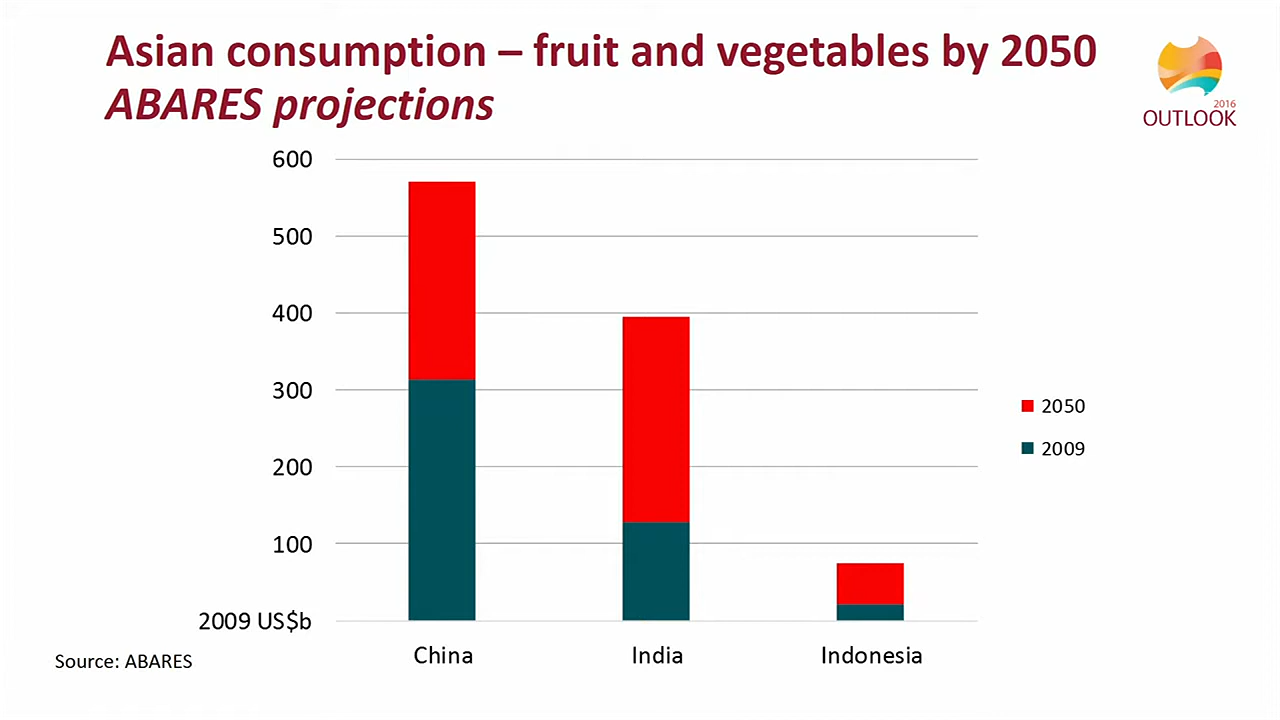 Asian consumption – fruit and vegetables by 2050
ABARES projections
2016
OUTLOOK
600
500
400
300
200
100
2009 US$b
China
India
Indonesia
2050
2009
Source: ABARES